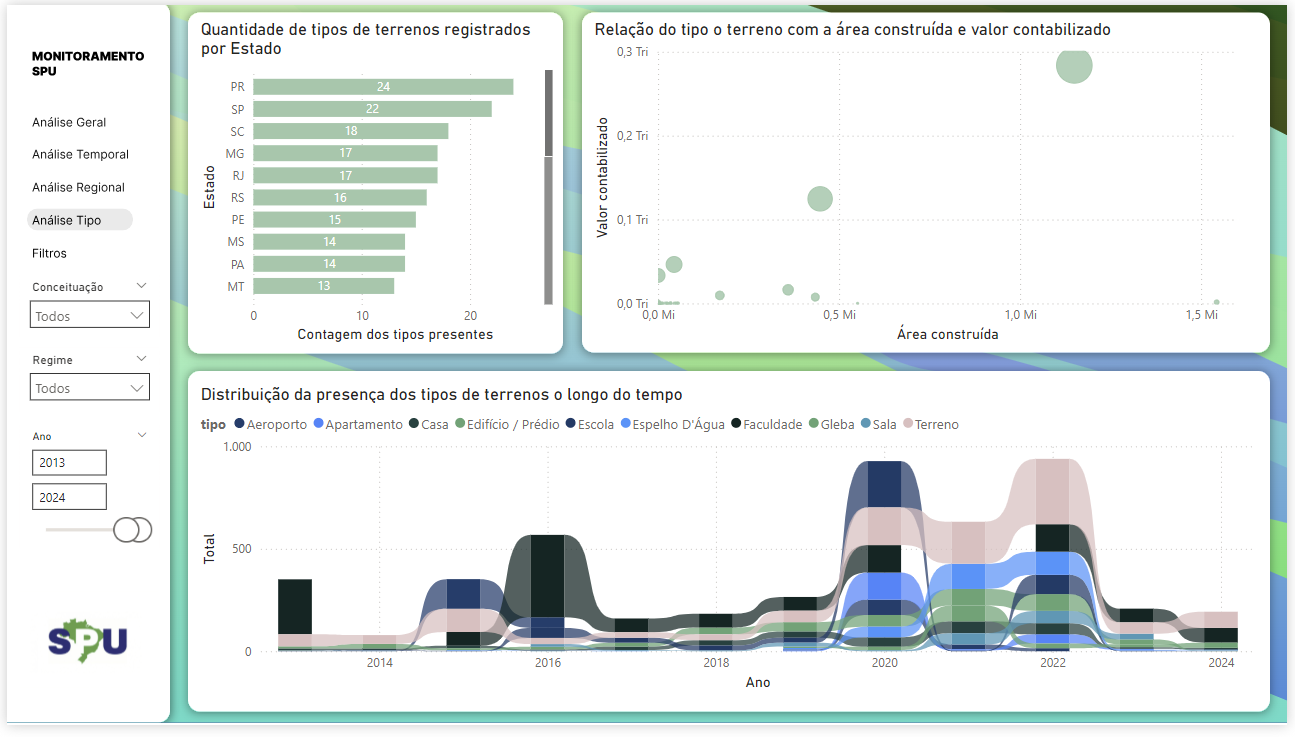 MONITORAMENTO
SPU
Análise Geral
Análise Temporal
Análise Regional
Análise Tipo
Filtros
Conceituação
Todos
Regime
Todos
Ano
2013
2024
SPU
Quantidade de tipos de terrenos registrados
por Estado
Estado
PR 24
SP 22
SC 18
MG 17
RJ 17
RS 16
PE 15
MS 14
PA 14
MT 13
0 10 20
Contagem dos tipos presentes
Relação do tipo o terreno com a área construída e valor contabilizado
Valor contabilizado
0,3 Tri
0,2 Tri
0,1 Tri
0,0 Tri
0,0 Mi 0,5 Mi 1,0 Mi 1,5 Mi
Área construída
Distribuição da presença dos tipos de terrenos o longo do tempo
tipo Aeroporto Apartamento Casa Edifício / Prédio Escola Espelho D'Água Faculdade Gleba Sala Terreno
Total
1.000
500
0
2014 2016 2018 2020 2022 2024
Ano